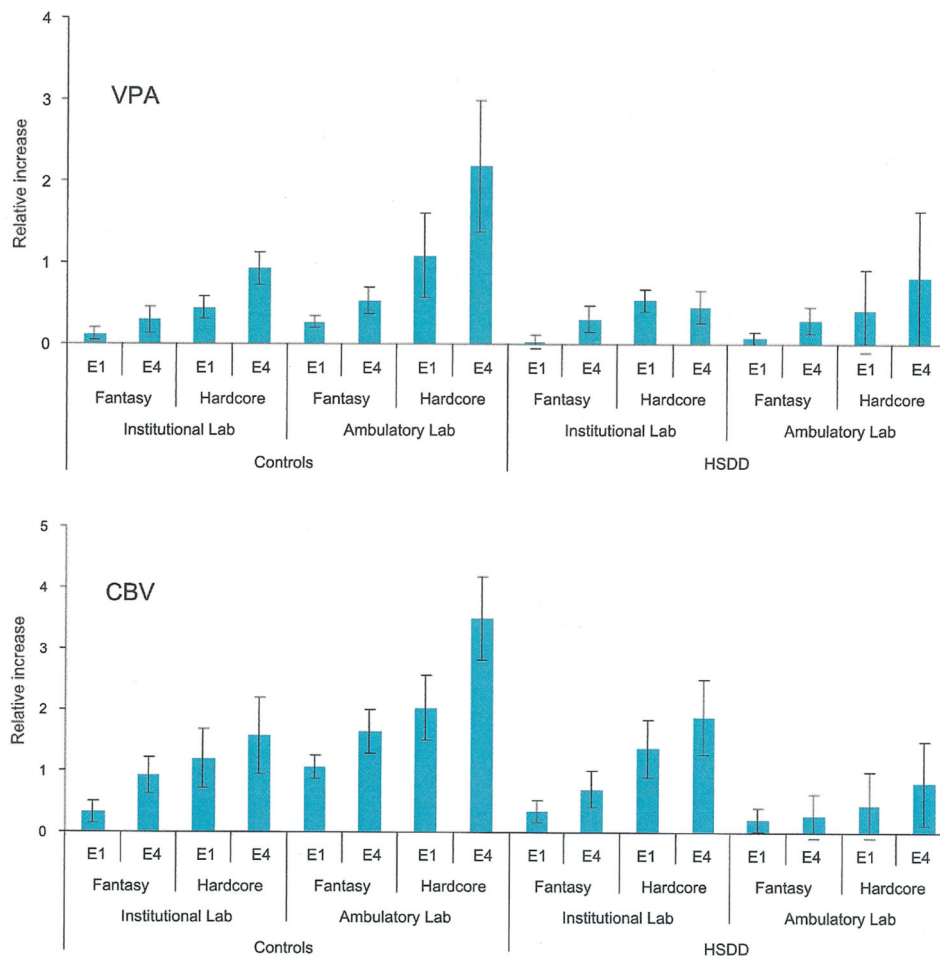 4
VPA
3
2
1
0
Relative increase
E1 E4 E1 E4 E1 E4 E1 E4 E1 E4 E1 E4 E1 E4 E1 E4
Fantasy Hardcore Fantasy Hardcore Fantasy Hardcore Fantasy Hardcore
Institutional Lab Ambulatory Lab Institutional Lab Ambulatory Lab
Controls HSDD
5
CBV
4
3
2
1
0
Relative increase
E1 E4 E1 E4 E1 E4 E1 E4 E1 E4 E1 E4 E1 E4 E1 E4
Fantasy Hardcore Fantasy Hardcore Fantasy Hardcore Fantasy Hardcore
Institutional Lab Ambulatory Lab Institutional Lab Ambulatory Lab
Controls HSDD